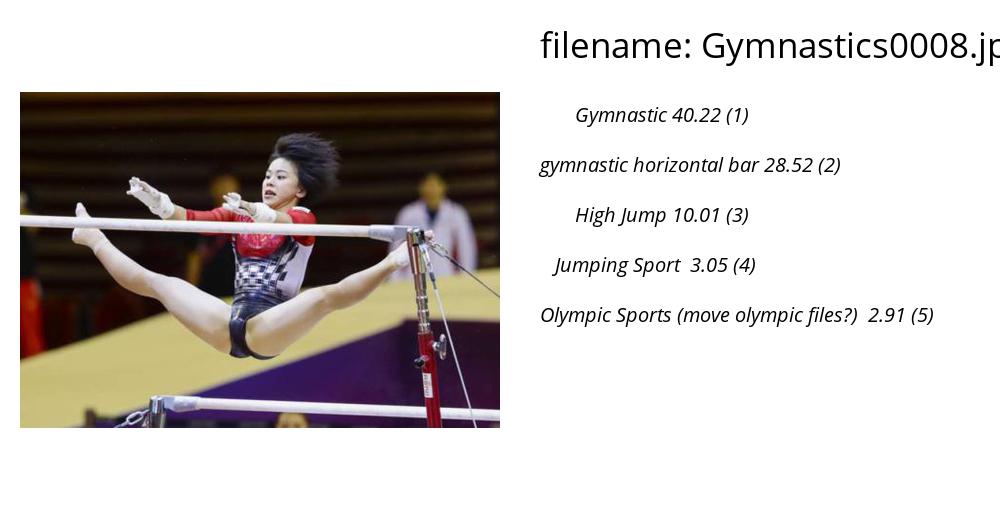 filename: Gymnastics0008.jp
Gymnastic 40.22 (1)
gymnastic horizontal bar 28.52 (2)
High Jump 10.01 (3)
Jumping Sport  3.05 (4)
Olympic Sports (move olympic files?)  2.91 (5)